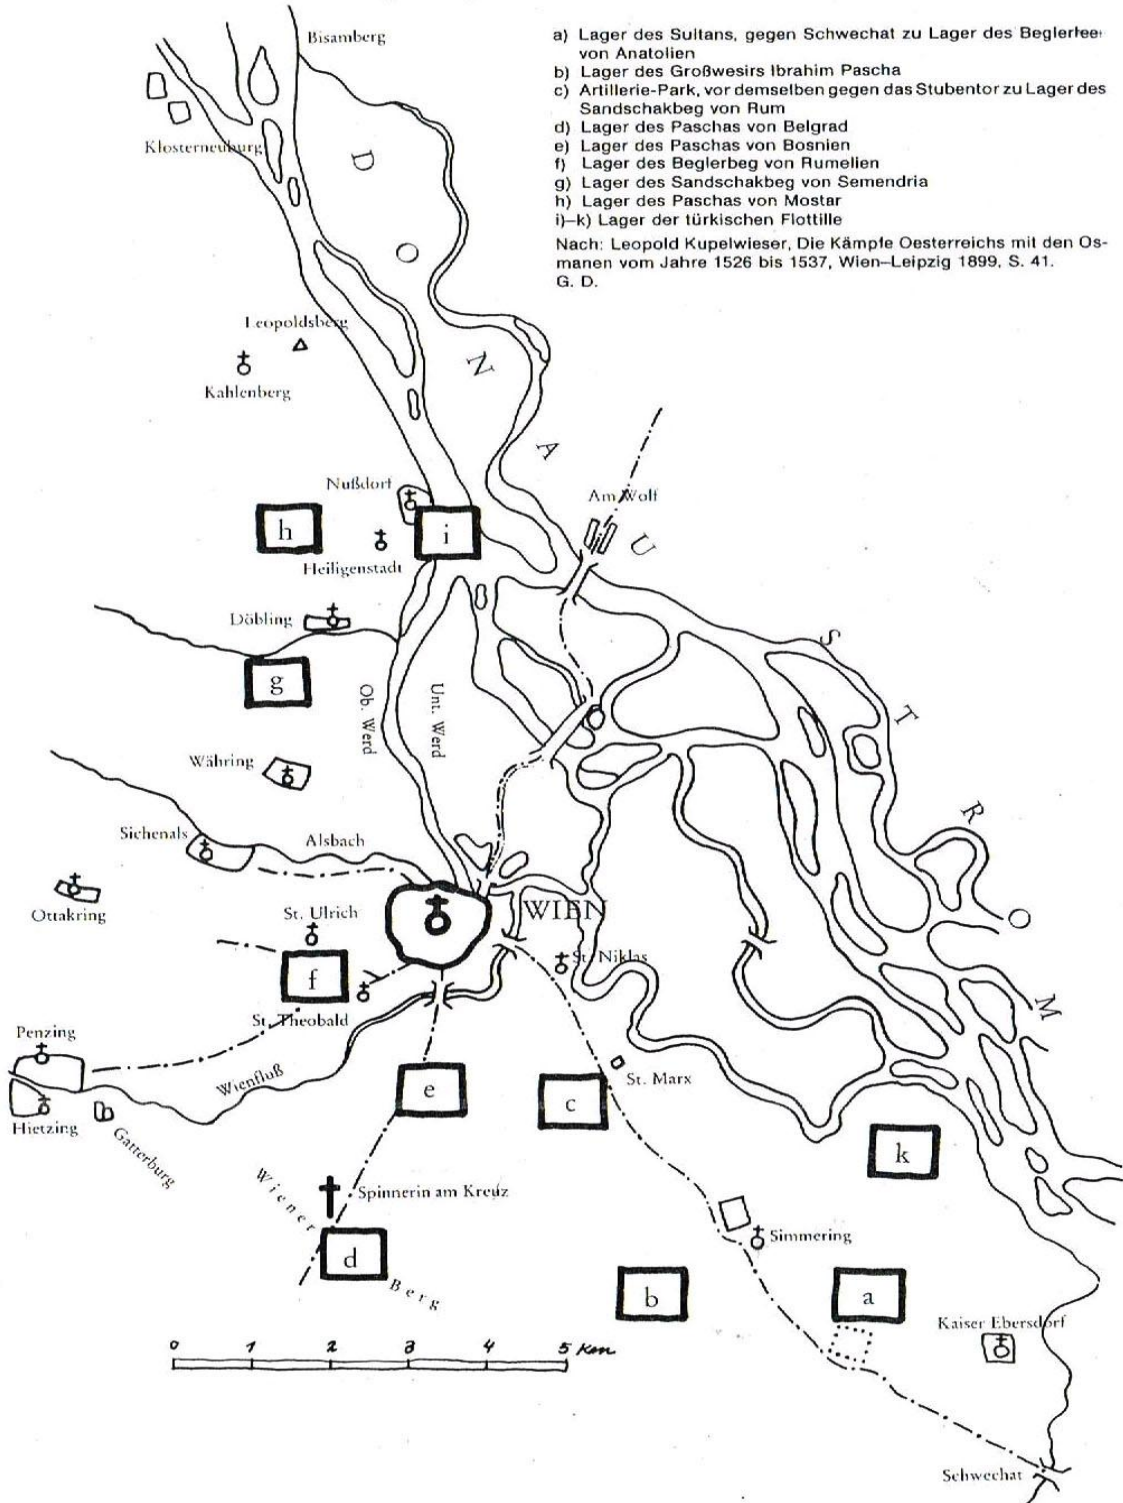 Bisamberg
a) Lager des Sultans, gegen Schwechat zu Lager des
von Anatolien
b) Lager des Großwesirs Ibrahim Pascha
c) Artillerie-Park, vor demselben gegen das Stubentor zu Lager des
Sandschakbeg von Rum
d) Lager des Paschas von Belgrad
e) Lager des Paschas von Bosnien
f) Lager des Beglerbeg von Rumelien
g) Lager des Sandschakbeg von Semendria
h) Lager des Paschas von Mostar
i)–k) Lager der türkischen Flottille
Nach: Leopold Kupelwieser, Die Kämpfe Oesterreichs mit den Os-
manen vom Jahre 1526 bis 1537, Wien–Leipzig 1899, S. 41.
G. D.
Klosterneuburg
DONAUSTROM
Leopoldsberg
Kahlenberg
Nußdorf
Am Wolf
h
i
Heiligenstadt
Döbling
g
Ob. Werd
Unt. Werd
Währing
Sichenals
Alsbach
Ottakring
St. Ulrich
WIEN
St. Niklas
f
St. Theobald
Penzing
Wienfluß
Hietzing
Gatterburg
e
c
St. Marx
k
Wiener Berg
Spinnerin am Kreuz
d
Simmering
b
a
Kaiser Ebersdorf
0 1 2 3 4 5 Km
Schwechat